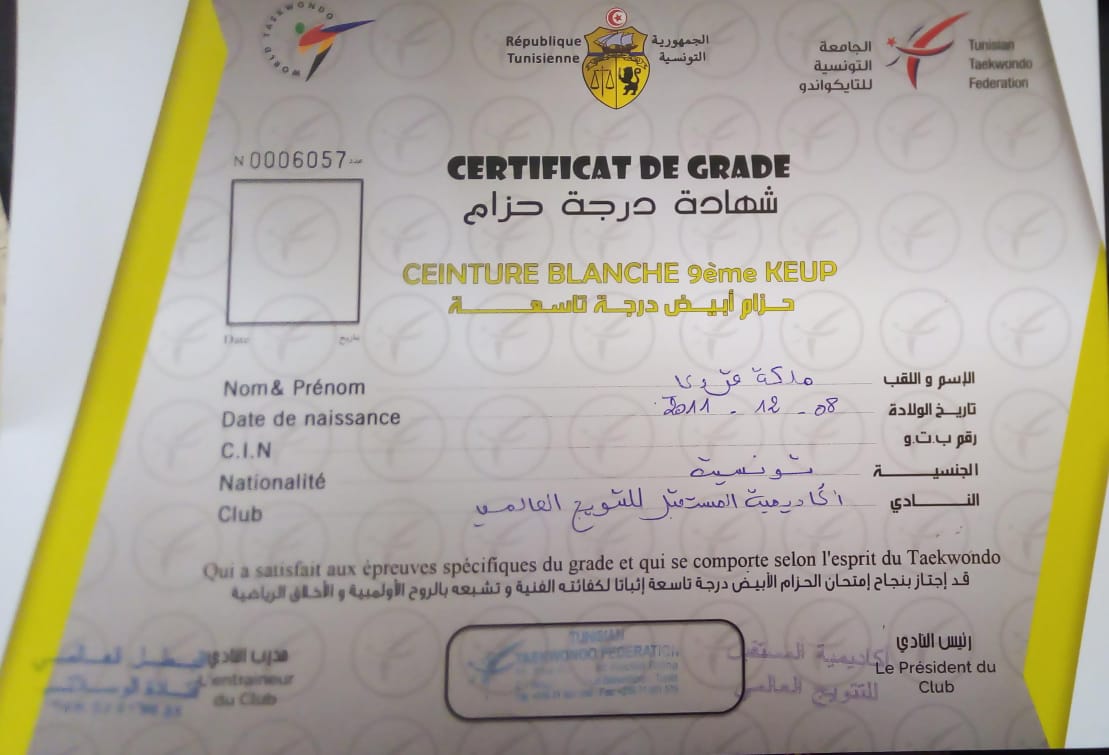 WORLD TAEKWONDO
République
Tunisienne
الجمهورية
التونسية
الجامعة
التونسية
للتايكواندو
Tunisian
Taekwondo
Federation
N 0006057 عدد
CERTIFICAT DE GRADE
شهادة درجة حزام
CEINTURE BLANCHE 9ème KEUP
حزام أبيض درجة تاسعة
Date تاريخ
Nom& Prénom ملكة الإسم و اللقب
Date de naissance 2011 - 12 - 08 تاريخ الولادة
C.I.N رقم ب.ت.و
Nationalité تونسية الجنسية
Club أكاديمية المستقبل للتتويج العالمي النادي
Qui a satisfait aux épreuves spécifiques du grade et qui se comporte selon l'esprit du Taekwondo
قد إجتاز بنجاح إمتحان الحزام الأبيض درجة تاسعة إثباتا لكفائته الفنية و تشبعه بالروح الأولمبية و الأخلاق الرياضية
مدرب النادي
L'entraineur
du Club
TUNISIAN
TAEKWONDO FEDERATION
أكاديمية المستقبل
للتتويج العالمي
رئيس النادي
Le Président du
Club